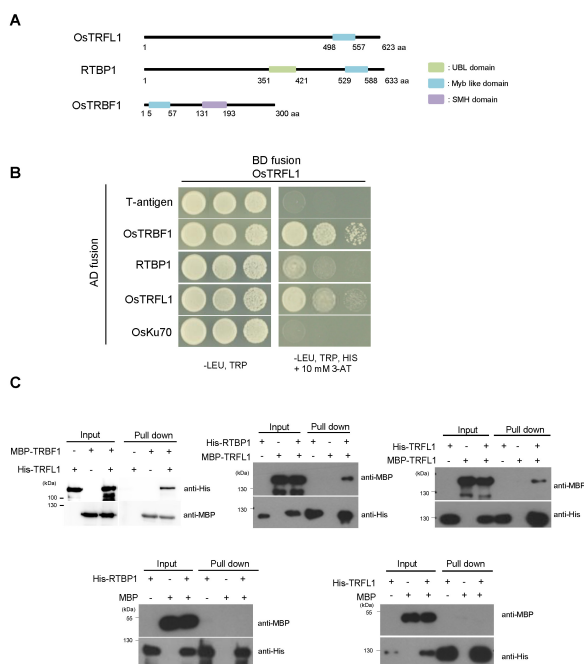 A
OsTRFL1
1 498 557 623 aa
RTBP1
1 351 421 529 588 633 aa
OsTRBF1
1 5 57 131 193 300 aa
: UBL domain
: Myb like domain
: SMH domain
B
BD fusion
OsTRFL1
AD fusion
T-antigen
OsTRBF1
RTBP1
OsTRFL1
OsKu70
-LEU, TRP
-LEU, TRP, HIS
+ 10 mM 3-AT
C
Input Pull down
MBP-TRBF1 - + + - + +
His-TRFL1 + - + - - +
(kDa)
100
130
anti-His
anti-MBP
Input Pull down
His-RTBP1 + - + + - +
MBP-TRFL1 - + + - + +
(kDa)
130
130
anti-MBP
anti-His
Input Pull down
His-TRFL1 + - + + - +
MBP-TRFL1 - + + - + +
(kDa)
130
130
anti-MBP
anti-His
Input Pull down
His-RTBP1 + - + + - +
MBP - + + - + +
(kDa)
55
130
anti-MBP
anti-His
Input Pull down
His-TRFL1 + - + + - +
MBP - + + - + +
(kDa)
55
130
anti-MBP
anti-His